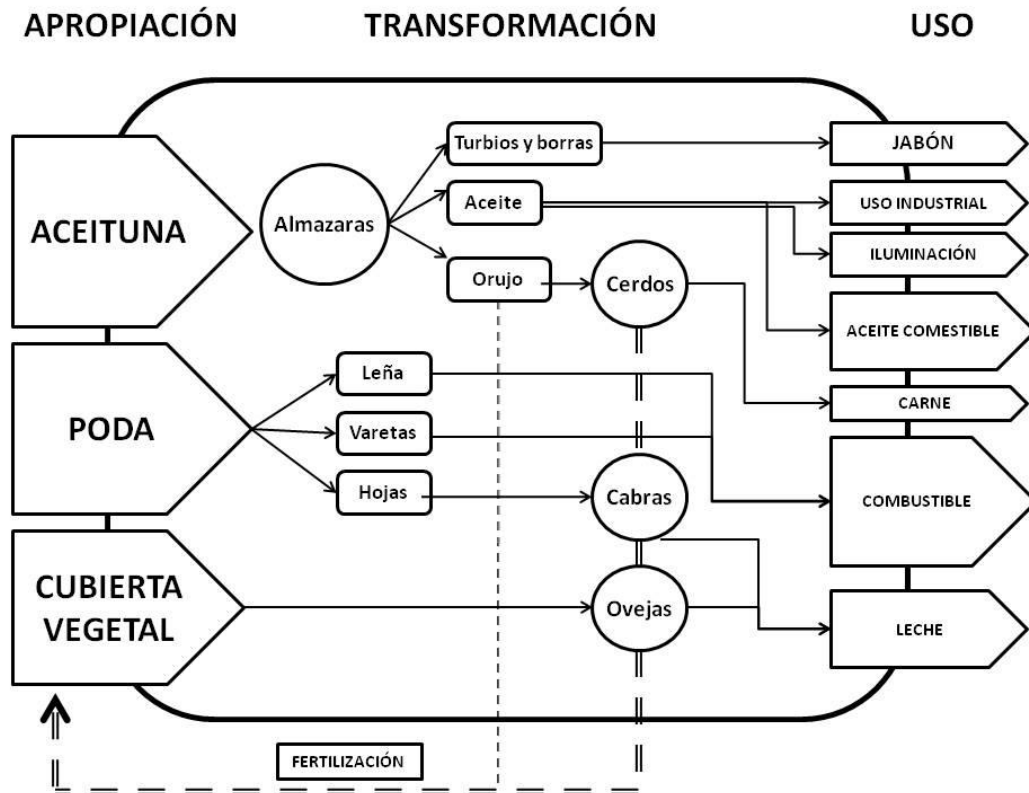 APROPIACIÓN
TRANSFORMACIÓN
USO
ACEITUNA
Almazaras
Turbios y borras
Aceite
Orujo
Cerdos
JABÓN
USO INDUSTRIAL
ILUMINACIÓN
ACEITE COMESTIBLE
CARNE
PODA
Leña
Varetas
Hojas
Cabras
COMBUSTIBLE
CUBIERTA
VEGETAL
Ovejas
LECHE
FERTILIZACIÓN